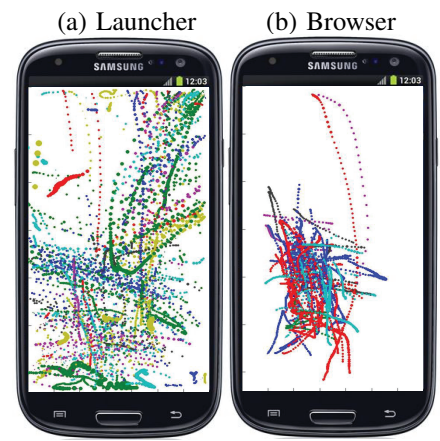 (a) Launcher
(b) Browser
SAMSUNG
SAMSUNG
12:03
12:03